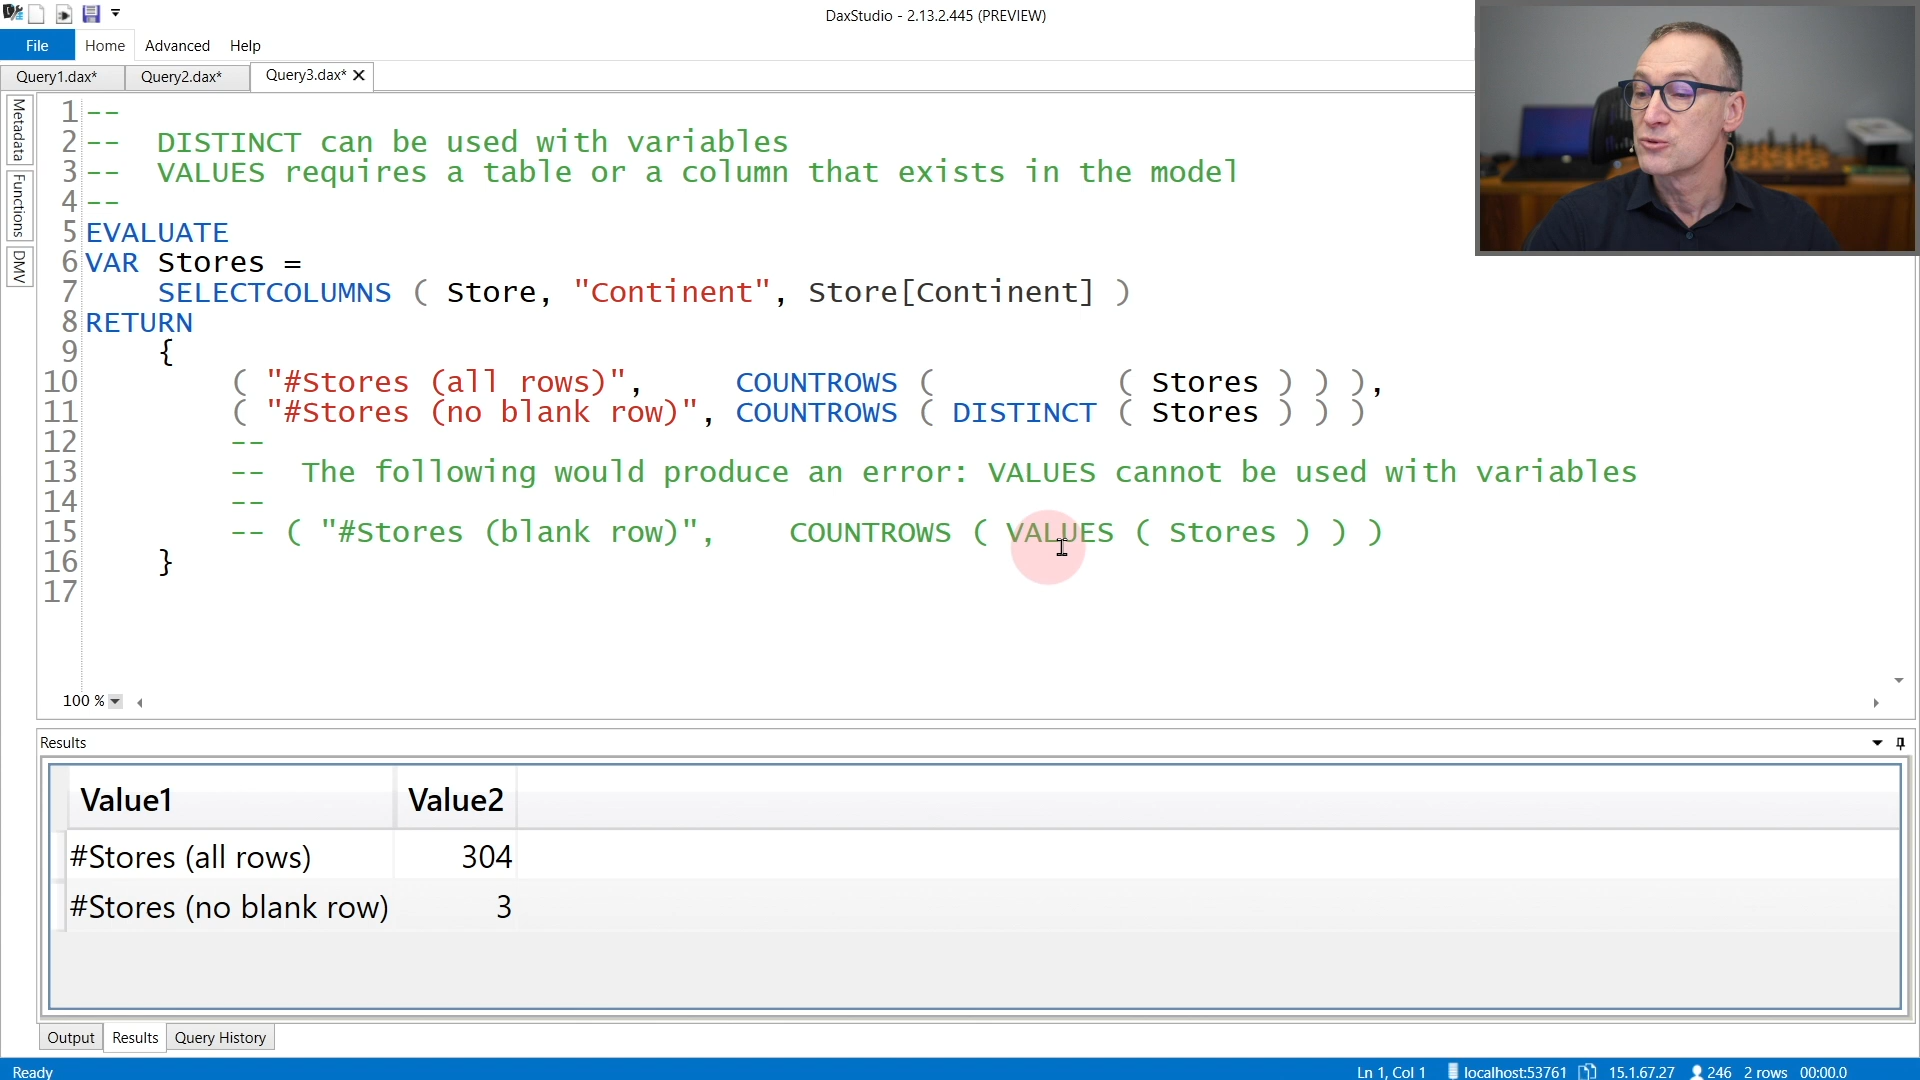 DaxStudio - 2.13.2.445 (PREVIEW)
File Home Advanced Help
Query1.dax* Query2.dax* Query3.dax*
Metadata
Functions
DMV
1 --
2 -- DISTINCT can be used with variables
3 -- VALUES requires a table or a column that exists in the model
4 --
5 EVALUATE
6 VAR Stores =
7 SELECTCOLUMNS ( Store, "Continent", Store[Continent] )
8 RETURN
9 {
10 ( "#Stores (all rows)", COUNTROWS ( ( Stores ) ) ),
11 ( "#Stores (no blank row)", COUNTROWS ( DISTINCT ( Stores ) ) )
12 --
13 -- The following would produce an error: VALUES cannot be used with variables
14 --
15 -- ( "#Stores (blank row)", COUNTROWS ( VALUES ( Stores ) ) )
16 }
17
100 %
Results
Value1 Value2
#Stores (all rows) 304
#Stores (no blank row) 3
Output Results Query History
Ready Ln 1, Col 1 localhost:53761 15.1.67.27 246 2 rows 00:00.0